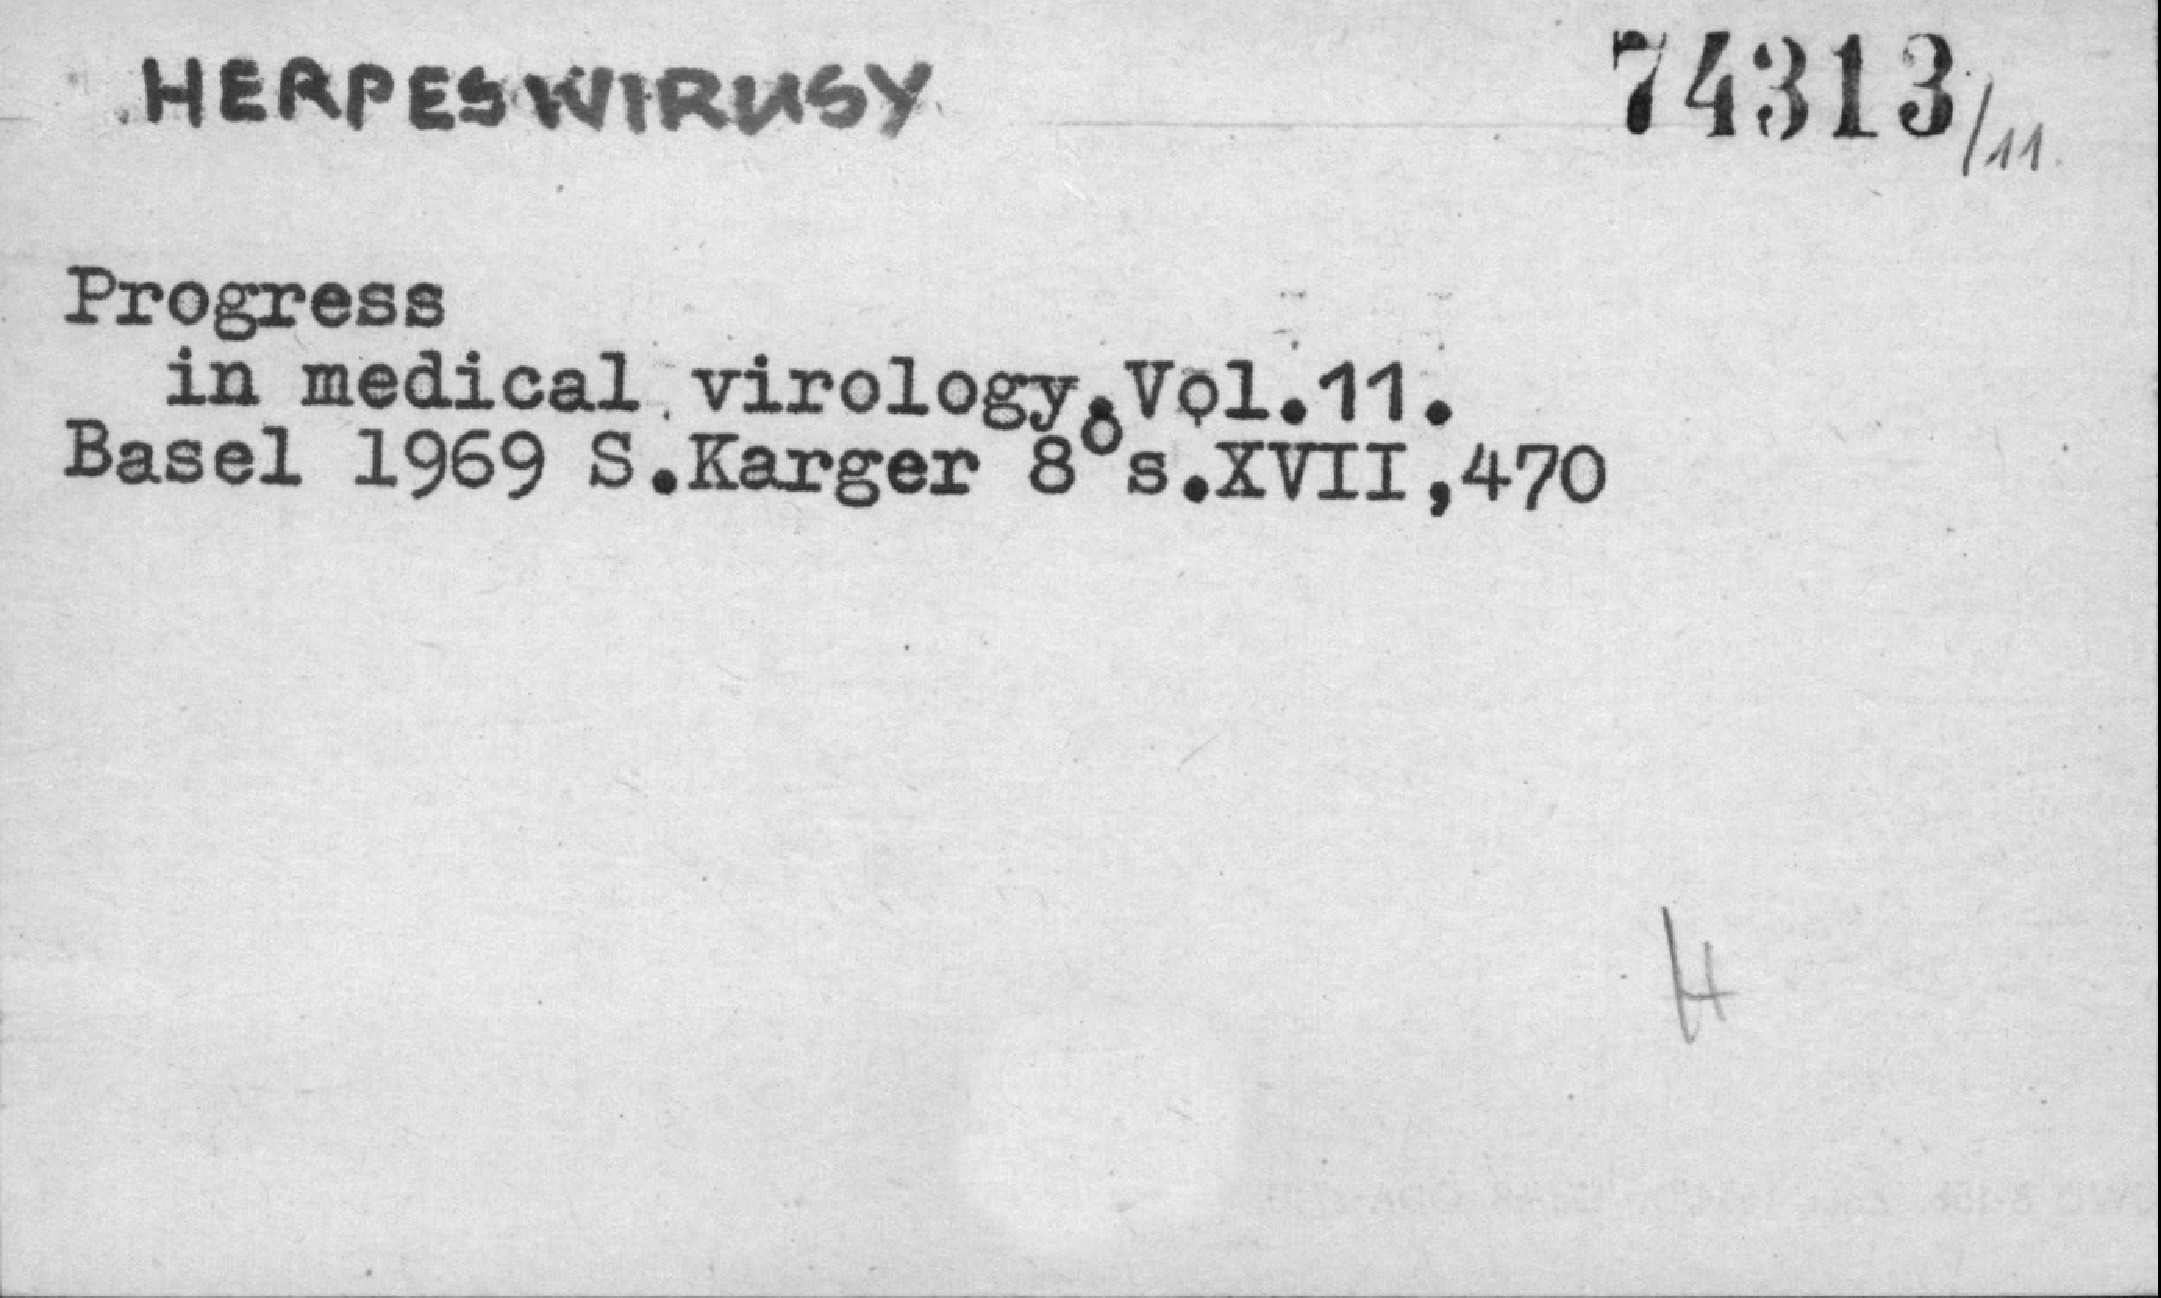 HERPESWIRUSY
74313/11
Progress
in medical virology.Vol.11.
Basel 1969 S.Karger 8°s.XVII,470
H